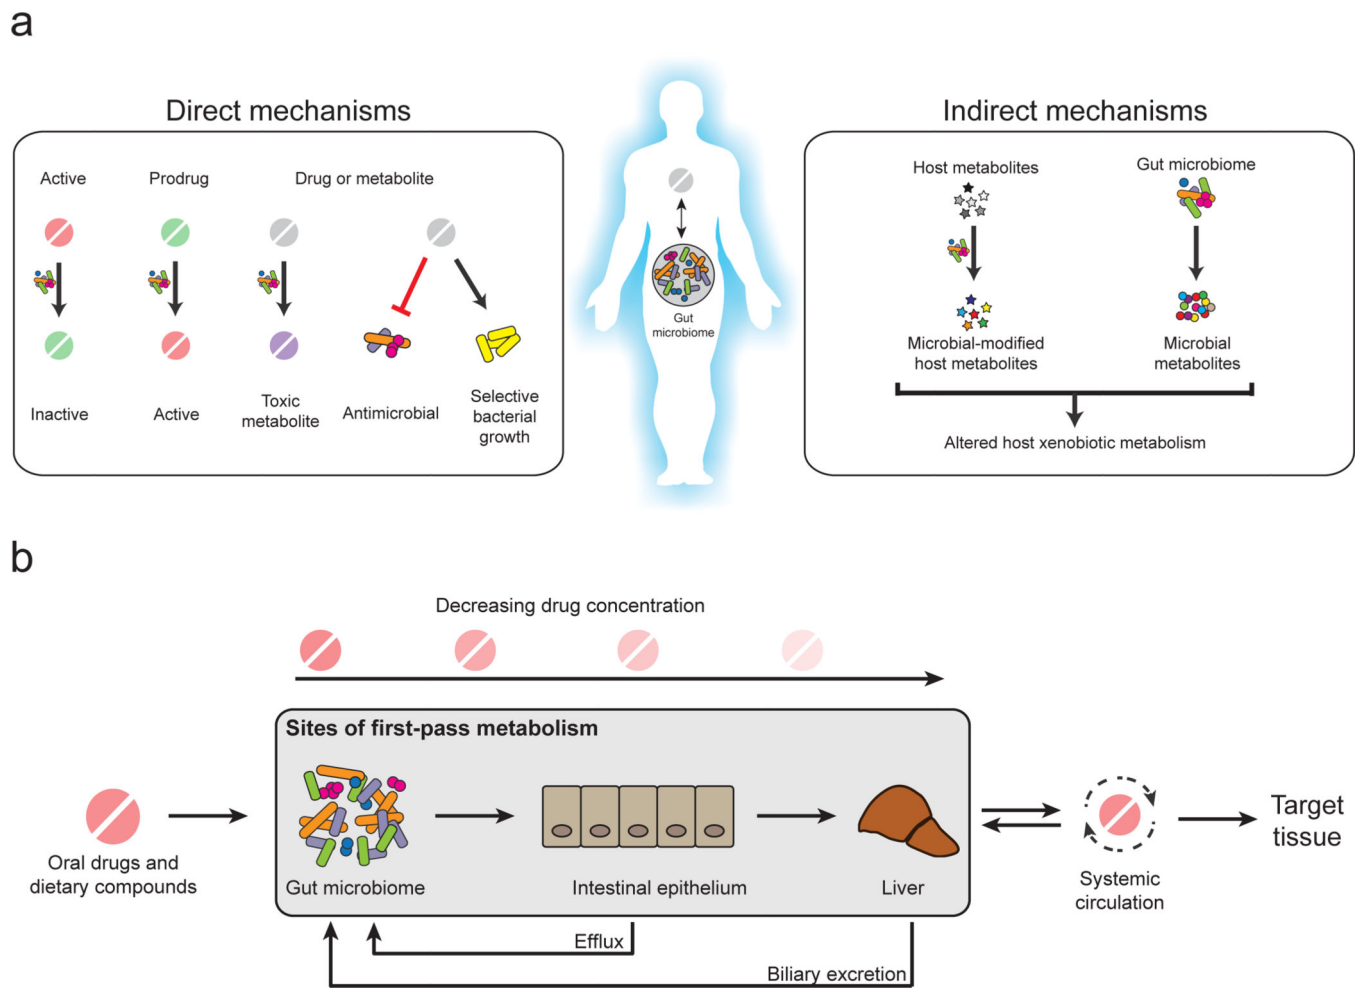 a
Direct mechanisms
Active
Prodrug
Drug or metabolite
Inactive
Active
Toxic
metabolite
Antimicrobial
Selective
bacterial
growth
Gut
microbiome
Indirect mechanisms
Host metabolites
Gut microbiome
Microbial-modified
host metabolites
Microbial
metabolites
Altered host xenobiotic metabolism
b
Decreasing drug concentration
Sites of first-pass metabolism
Oral drugs and
dietary compounds
Gut microbiome
Intestinal epithelium
Liver
Systemic
circulation
Target
tissue
Efflux
Biliary excretion